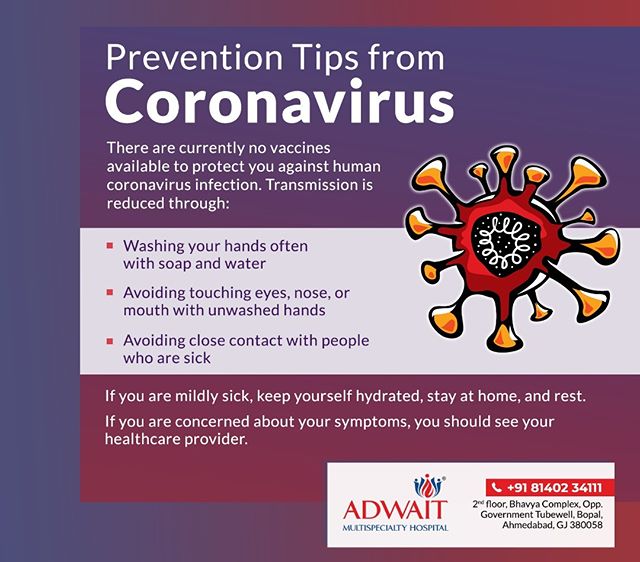 Prevention Tips from
Coronavirus
There are currently no vaccines
available to protect you against human
coronavirus infection. Transmission is
reduced through:
Washing your hands often
with soap and water
Avoiding touching eyes, nose, or
mouth with unwashed hands
Avoiding close contact with people
who are sick
If you are mildly sick, keep yourself hydrated, stay at home, and rest.
If you are concerned about your symptoms, you should see your
healthcare provider.
ADWAIT
MULTISPECIALTY HOSPITAL
+91 81402 34111
2nd floor, Bhavya Complex, Opp.
Government Tubewell, Bopal,
Ahmedabad, GJ 380058